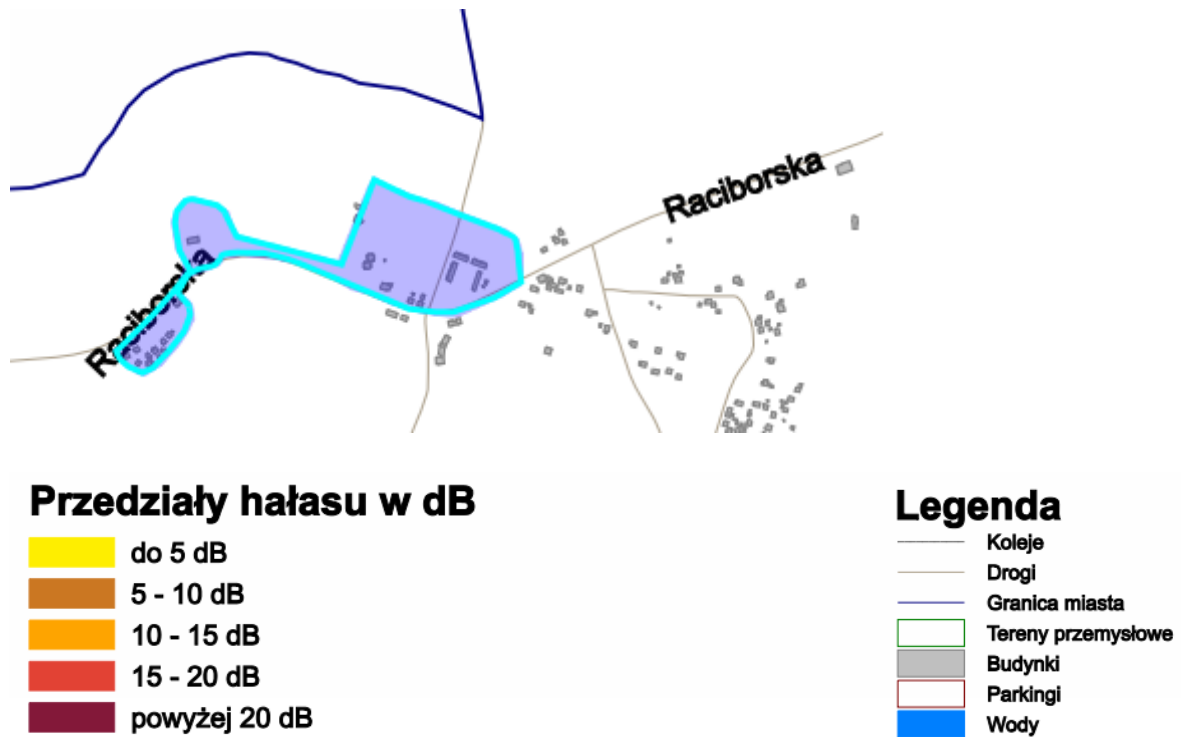 Raciborska
Raciborska
Przedziały hałasu w dB
do 5 dB
5 - 10 dB
10 - 15 dB
15 - 20 dB
powyżej 20 dB
Legenda
Koleje
Drogi
Granica miasta
Tereny przemysłowe
Budynki
Parkingi
Wody